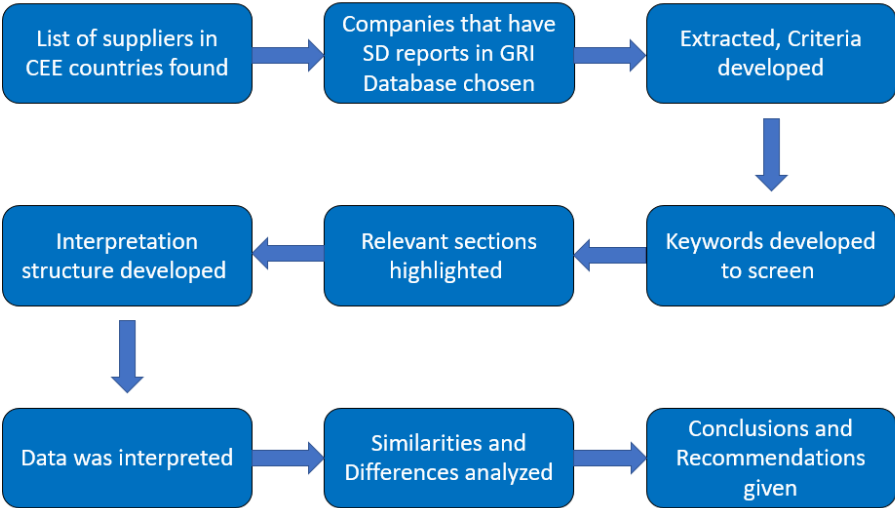 List of suppliers in
CEE countries found
Companies that have
SD reports in GRI
Database chosen
Extracted, Criteria
developed
Keywords developed
to screen
Relevant sections
highlighted
Interpretation
structure developed
Data was interpreted
Similarities and
Differences analyzed
Conclusions and
Recommendations
given